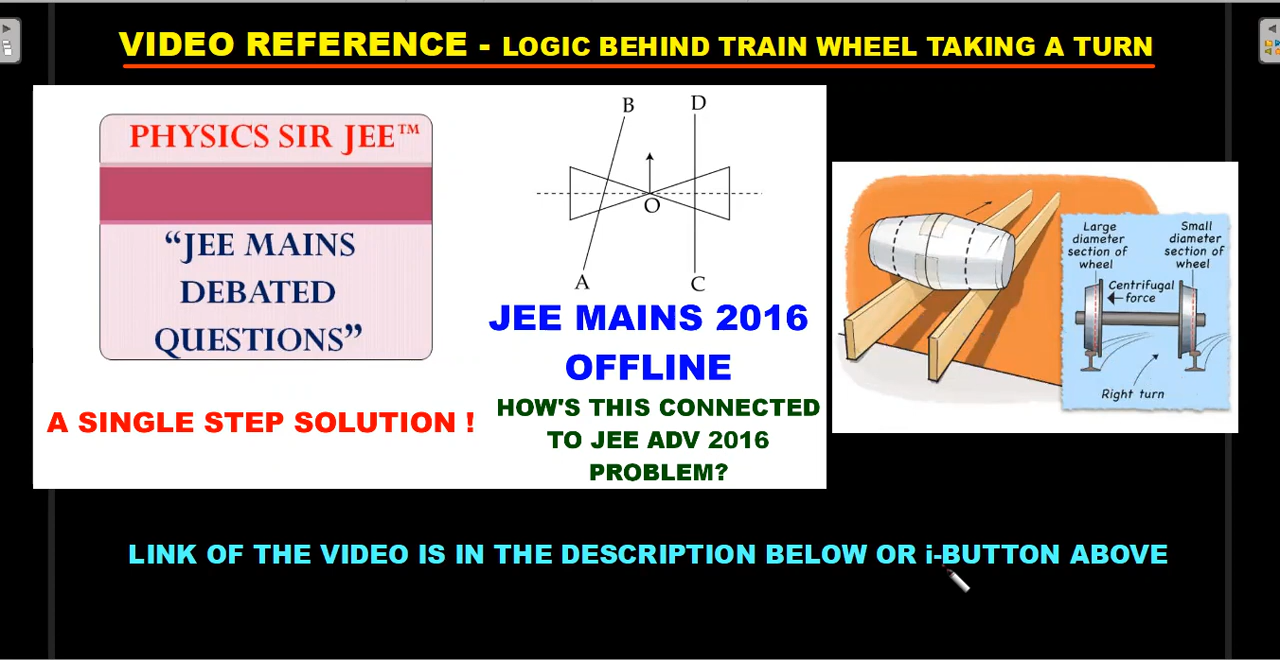 VIDEO REFERENCE - LOGIC BEHIND TRAIN WHEEL TAKING A TURN
PHYSICS SIR JEE™
“JEE MAINS
DEBATED
QUESTIONS”
A SINGLE STEP SOLUTION !
B
D
O
A
C
JEE MAINS 2016
OFFLINE
HOW'S THIS CONNECTED
TO JEE ADV 2016
PROBLEM?
Large
diameter
section of
wheel
Small
diameter
section of
wheel
Centrifugal
force
Right turn
LINK OF THE VIDEO IS IN THE DESCRIPTION BELOW OR i-BUTTON ABOVE